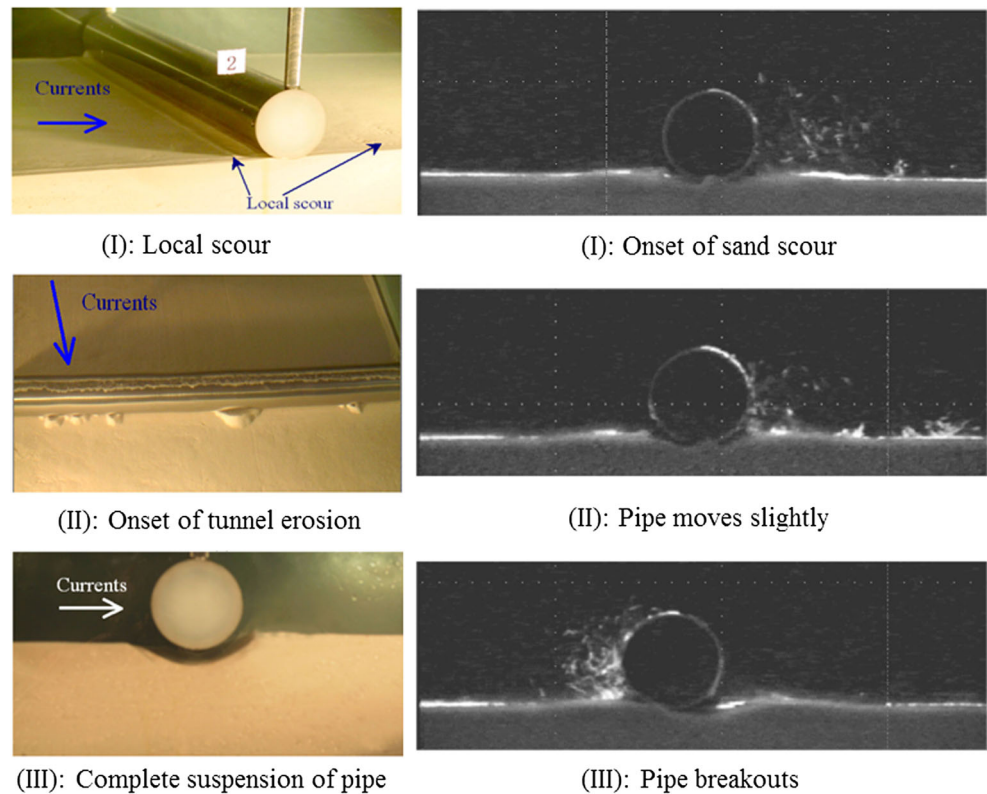 2
Currents
Local scour
(I): Local scour
(I): Onset of sand scour
Currents
(II): Onset of tunnel erosion
(II): Pipe moves slightly
Currents
(III): Complete suspension of pipe
(III): Pipe breakouts